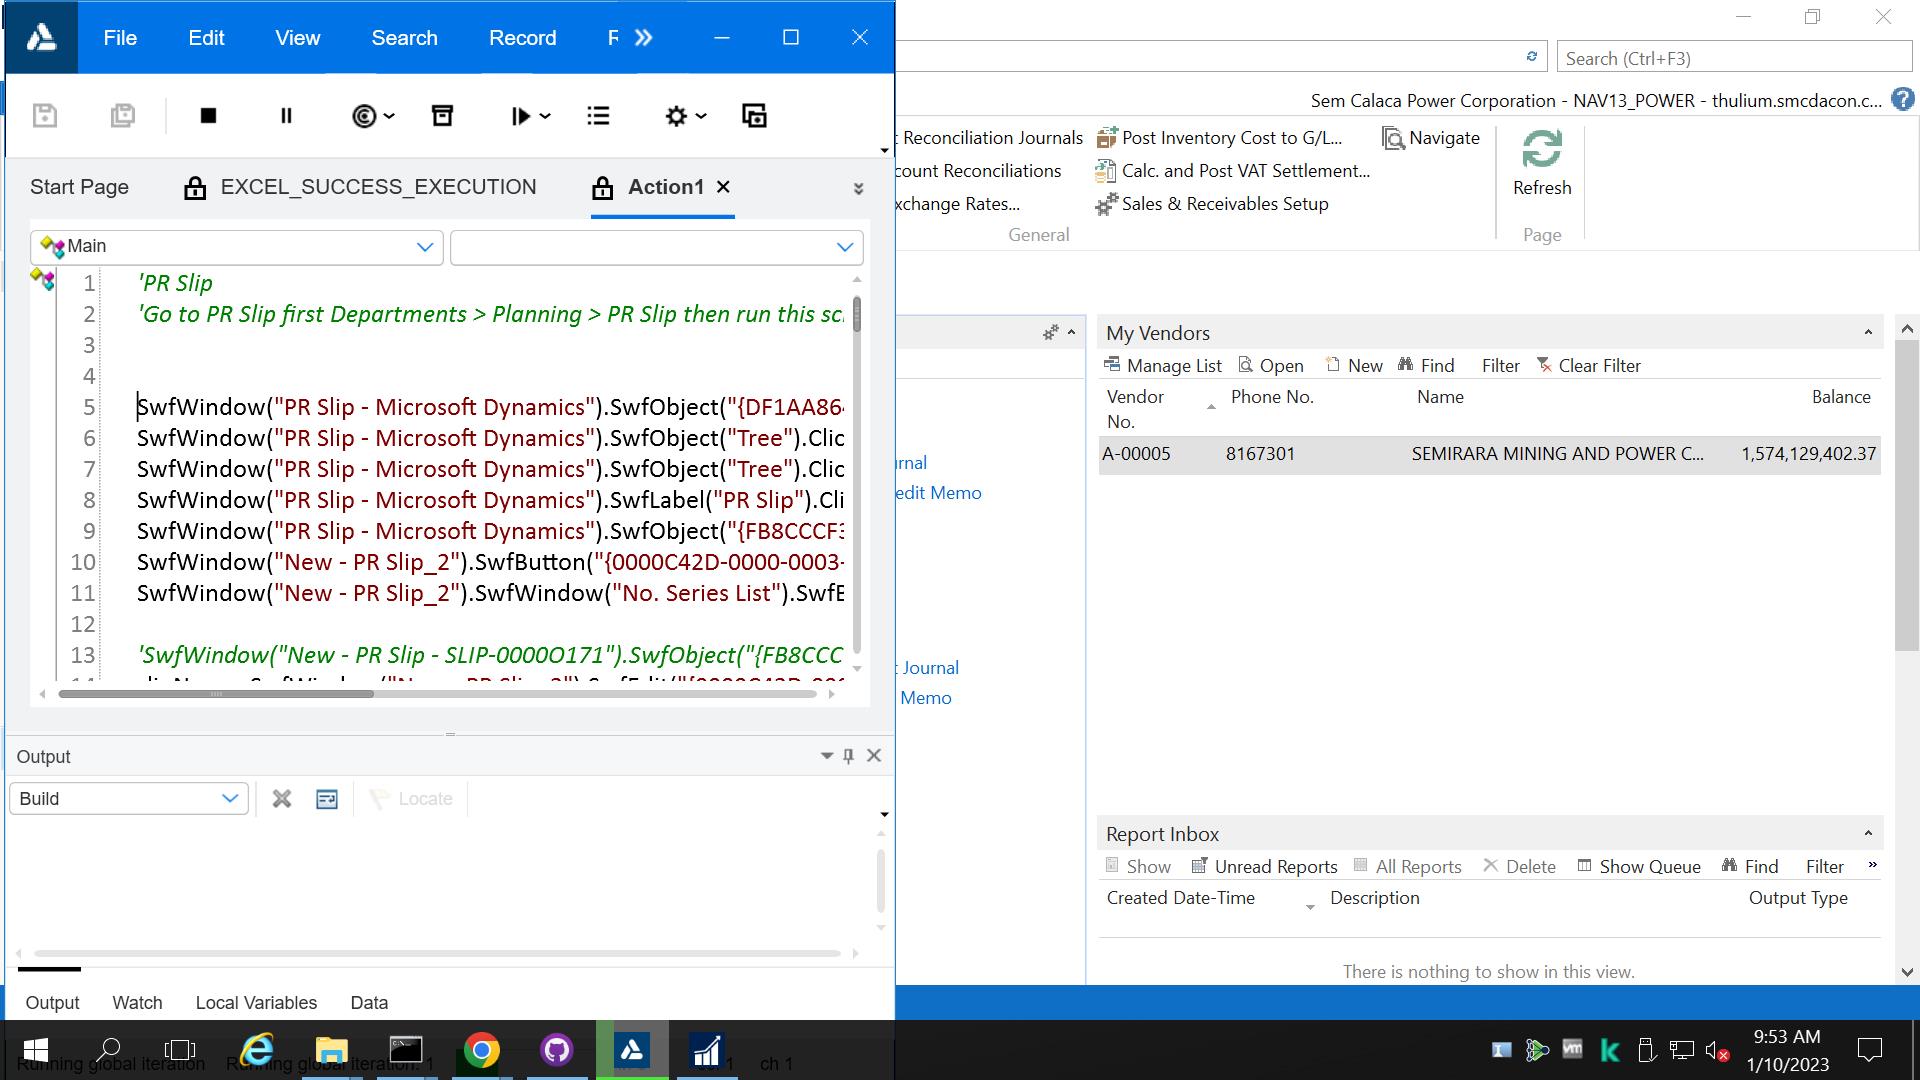 File Edit View Search Record
Search (Ctrl+F3)
Sem Calaca Power Corporation - NAV13_POWER - thulium.smcdacon.c...
Reconciliation Journals
Post Inventory Cost to G/L...
Navigate
count Reconciliations
Calc. and Post VAT Settlement...
xchange Rates...
Sales & Receivables Setup
Refresh
General
Page
Start Page
EXCEL_SUCCESS_EXECUTION
Action1
Main
1 'PR Slip
2 'Go to PR Slip first Departments > Planning > PR Slip then run this sc
3
4
5 SwfWindow("PR Slip - Microsoft Dynamics").SwfObject("{DF1AA864
6 SwfWindow("PR Slip - Microsoft Dynamics").SwfObject("Tree").Clic
7 SwfWindow("PR Slip - Microsoft Dynamics").SwfObject("Tree").Clic
8 SwfWindow("PR Slip - Microsoft Dynamics").SwfLabel("PR Slip").Cli
9 SwfWindow("PR Slip - Microsoft Dynamics").SwfObject("{FB8CCCF3
10 SwfWindow("New - PR Slip_2").SwfButton("{0000C42D-0000-0003-
11 SwfWindow("New - PR Slip_2").SwfWindow("No. Series List").SwfE
12
13 'SwfWindow("New - PR Slip - SLIP-0000O171").SwfObject("{FB8CCC
Output
Build
Locate
Output Watch Local Variables Data
Running global iteration Running global iteration: 1
ch 1
My Vendors
Manage List Open New Find Filter Clear Filter
Vendor No. Phone No. Name Balance
A-00005 8167301 SEMIRARA MINING AND POWER C... 1,574,129,402.37
rnal
edit Memo
t Journal
Memo
Report Inbox
Show Unread Reports All Reports Delete Show Queue Find Filter »
Created Date-Time Description Output Type
There is nothing to show in this view.
9:53 AM
1/10/2023